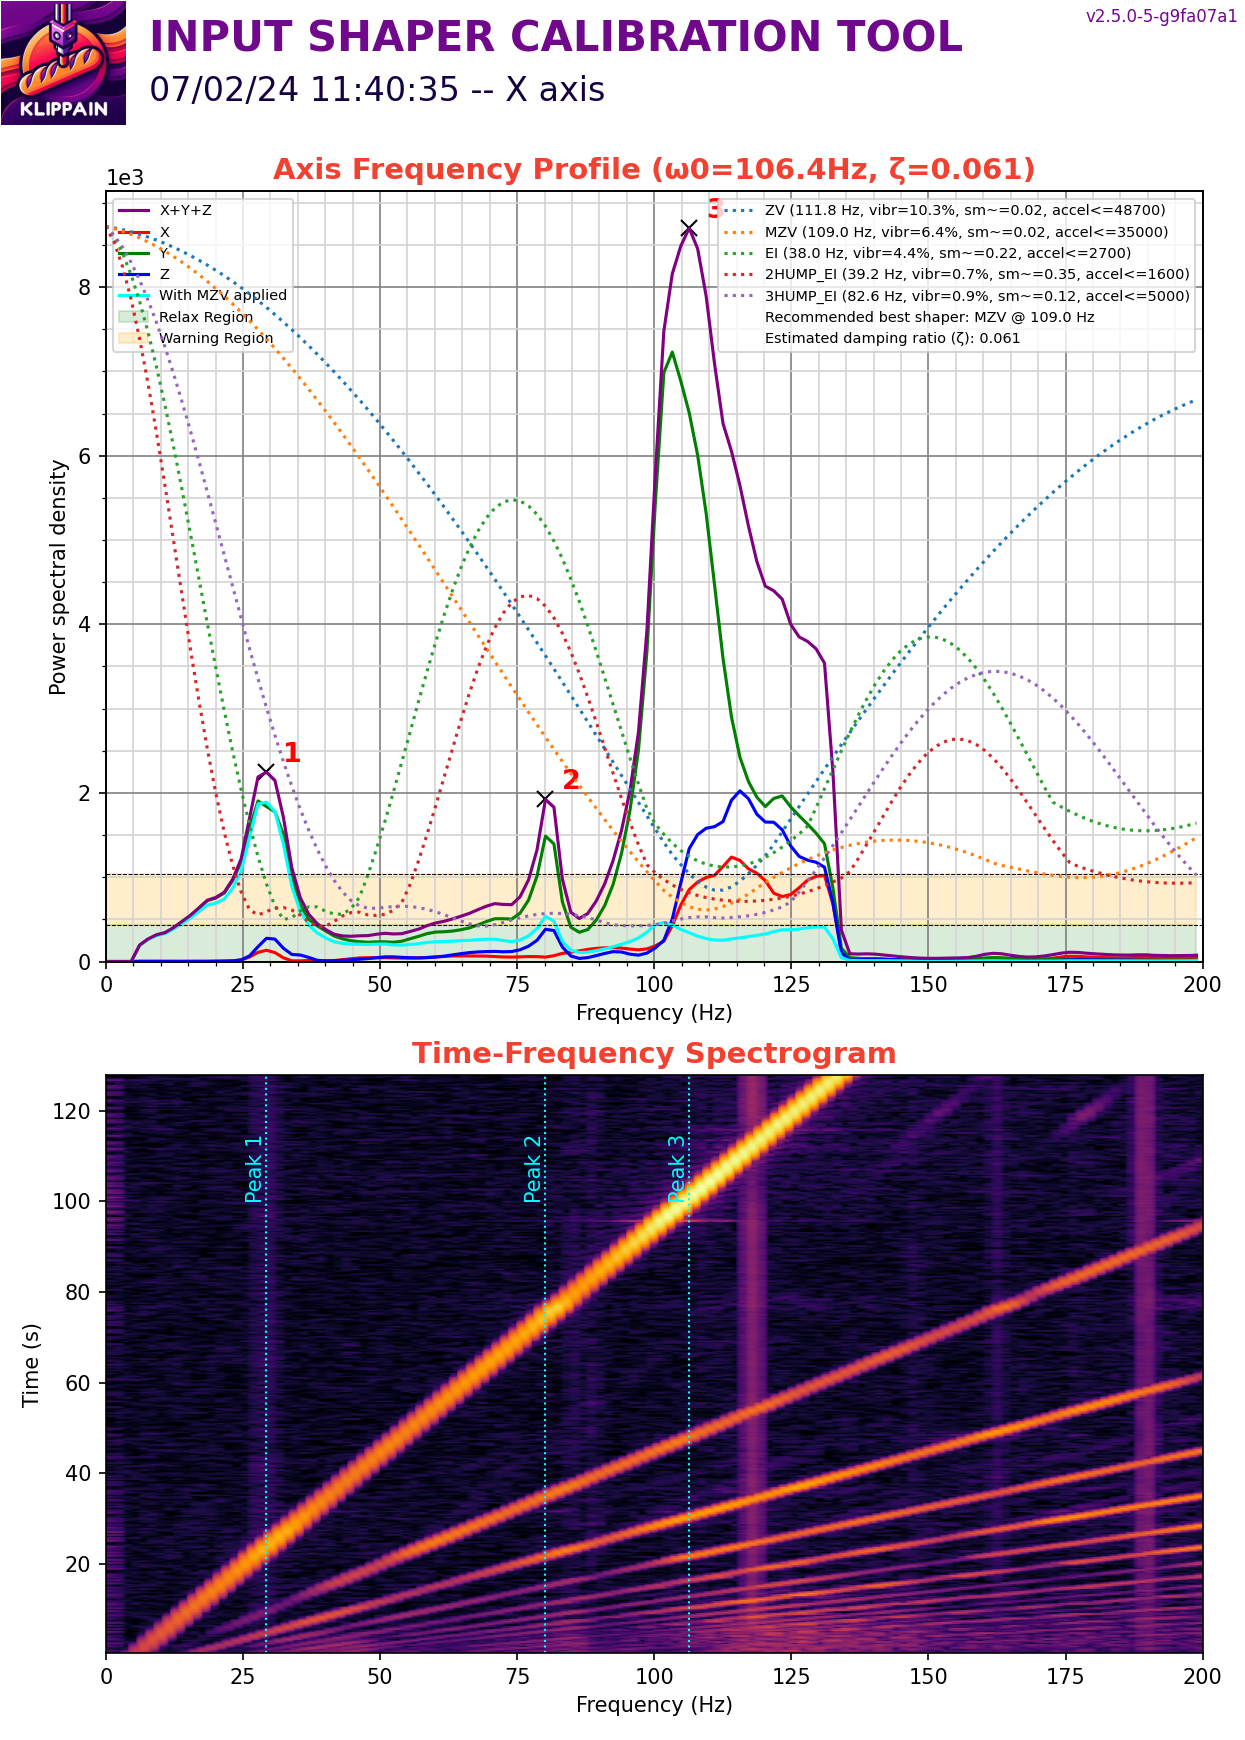 v2.5.0-5-g9fa07a1
INPUT SHAPER CALIBRATION TOOL
07/02/24 11:40:35 -- X axis
KLIPPAIN
Axis Frequency Profile (ω0=106.4Hz, ζ=0.061)
1e3
X+Y+Z
X
Y
Z
With MZV applied
Relax Region
Warning Region
3
ZV (111.8 Hz, vibr=10.3%, sm~=0.02, accel<=48700)
MZV (109.0 Hz, vibr=6.4%, sm~=0.02, accel<=35000)
EI (38.0 Hz, vibr=4.4%, sm~=0.22, accel<=2700)
2HUMP_EI (39.2 Hz, vibr=0.7%, sm~=0.35, accel<=1600)
3HUMP_EI (82.6 Hz, vibr=0.9%, sm~=0.12, accel<=5000)
Recommended best shaper: MZV @ 109.0 Hz
Estimated damping ratio (ζ): 0.061
8
6
4
2
0
Power spectral density
1
2
0 25 50 75 100 125 150 175 200
Frequency (Hz)
Time-Frequency Spectrogram
120
100
80
60
40
20
Time (s)
Peak 1
Peak 2
Peak 3
0 25 50 75 100 125 150 175 200
Frequency (Hz)